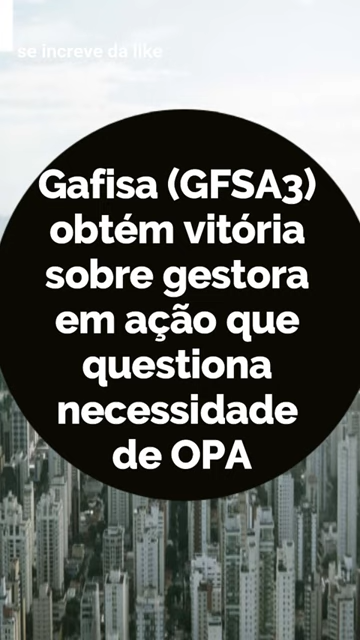 se increve da like
Gafisa (GFSA3)
obtém vitória
sobre gestora
em ação que
questiona
necessidade
de OPA